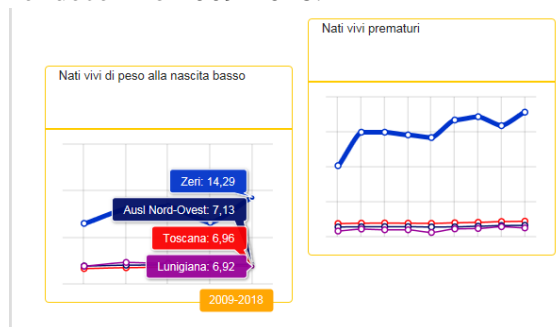 Nati vivi prematuri
Nati vivi di peso alla nascita basso
Zeri: 14,29
Ausl Nord-Ovest: 7,13
Toscana: 6,96
Lunigiana: 6,92
2009-2018